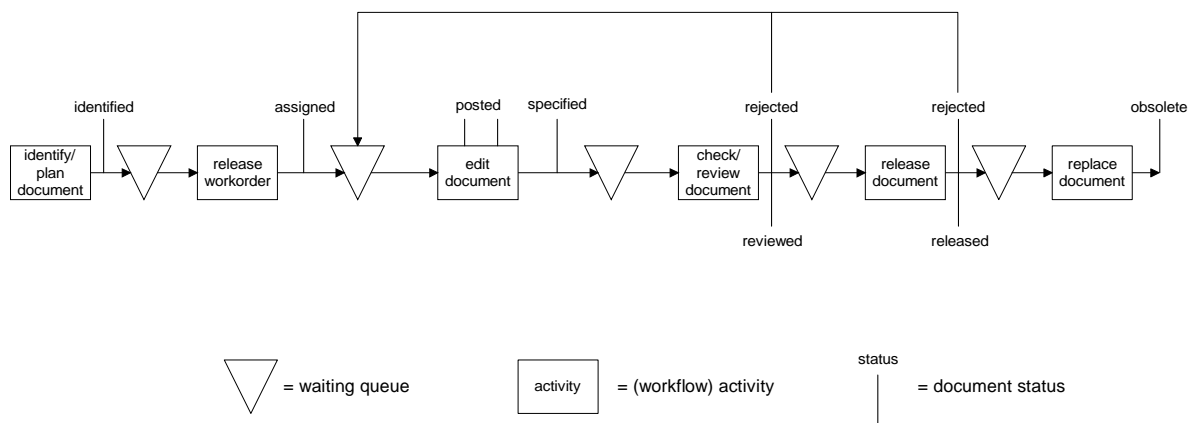 identified
assigned
posted
specified
rejected
rejected
obsolete
identify/
plan
document
release
workorder
edit
document
check/
review
document
release
document
replace
document
reviewed
released
= waiting queue
activity
= (workflow) activity
status
= document status